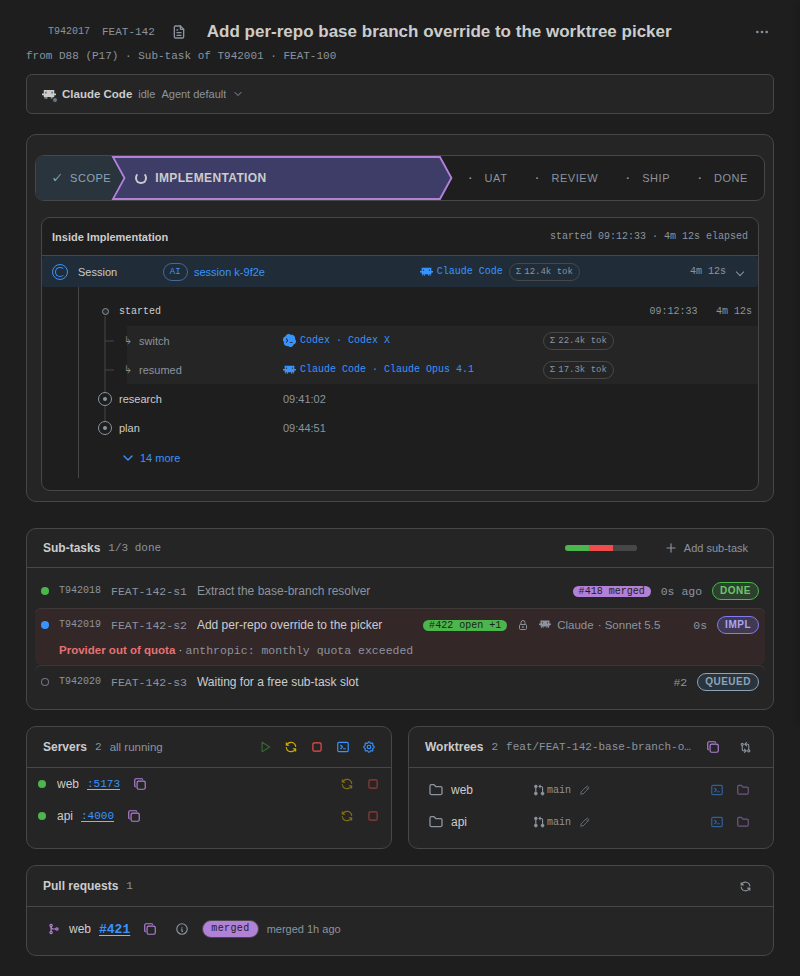 T942017 FEAT-142 Add per-repo base branch override to the worktree picker
from D88 (P17) · Sub-task of T942001 · FEAT-100
Claude Code idle Agent default
SCOPE IMPLEMENTATION · UAT · REVIEW · SHIP · DONE
Inside Implementation started 09:12:33 · 4m 12s elapsed
Session AI session k-9f2e Claude Code Σ 12.4k tok 4m 12s
started 09:12:33 4m 12s
↳ switch Codex · Codex X Σ 22.4k tok
↳ resumed Claude Code · Claude Opus 4.1 Σ 17.3k tok
research 09:41:02
plan 09:44:51
14 more
Sub-tasks 1/3 done Add sub-task
T942018 FEAT-142-s1 Extract the base-branch resolver #418 merged 0s ago DONE
T942019 FEAT-142-s2 Add per-repo override to the picker #422 open +1 Claude · Sonnet 5.5 0s IMPL
Provider out of quota · anthropic: monthly quota exceeded
T942020 FEAT-142-s3 Waiting for a free sub-task slot #2 QUEUED
Servers 2 all running
web :5173
api :4000
Worktrees 2 feat/FEAT-142-base-branch-o…
web main
api main
Pull requests 1
web #421 merged merged 1h ago